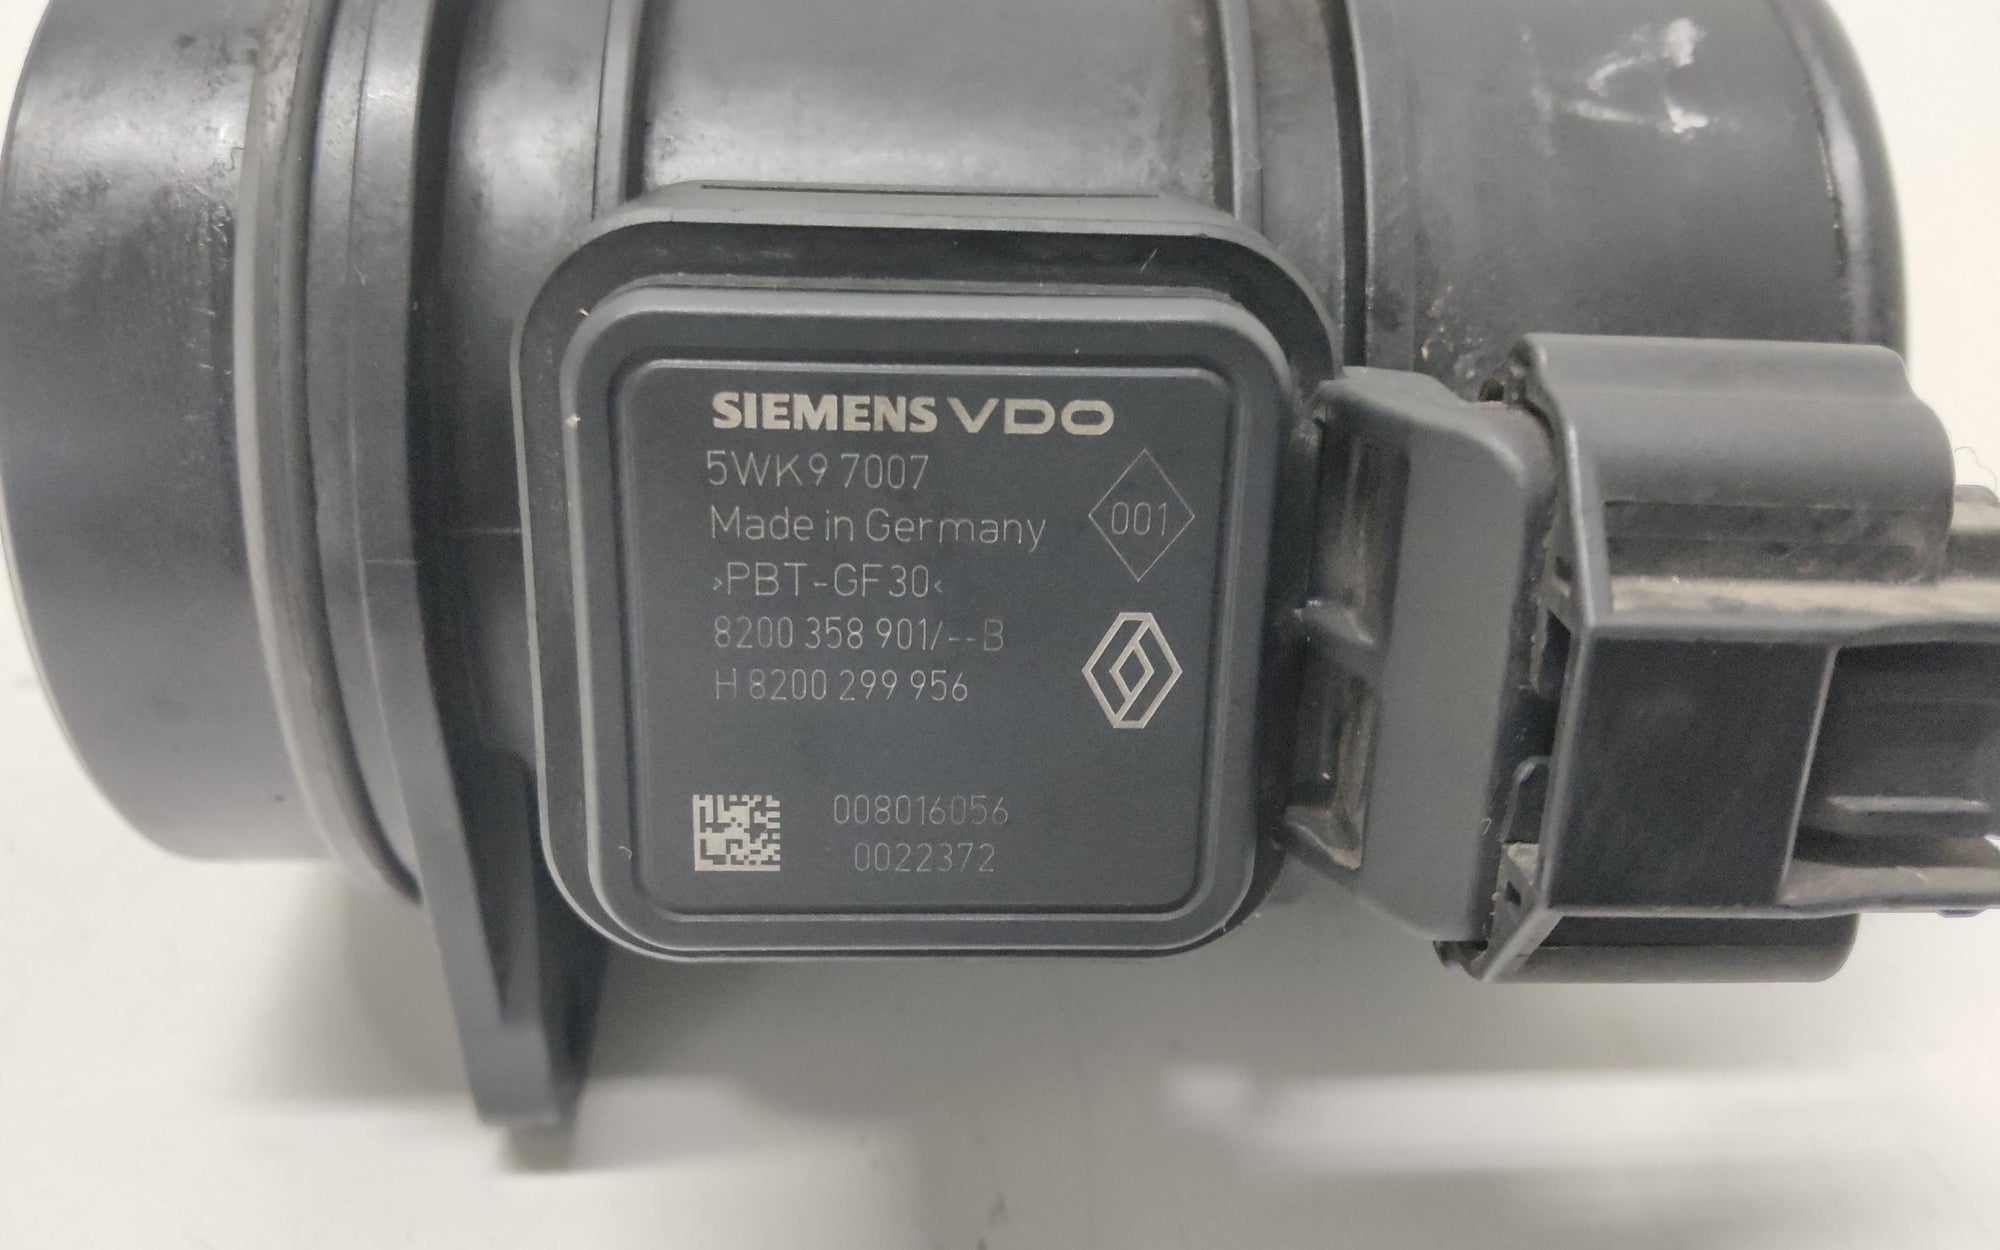 SIEMENS VDO
5WK9 7007
Made in Germany
001
>PBT-GF30<
8200 358 901/--B
H 8200 299 956
008016056
0022372